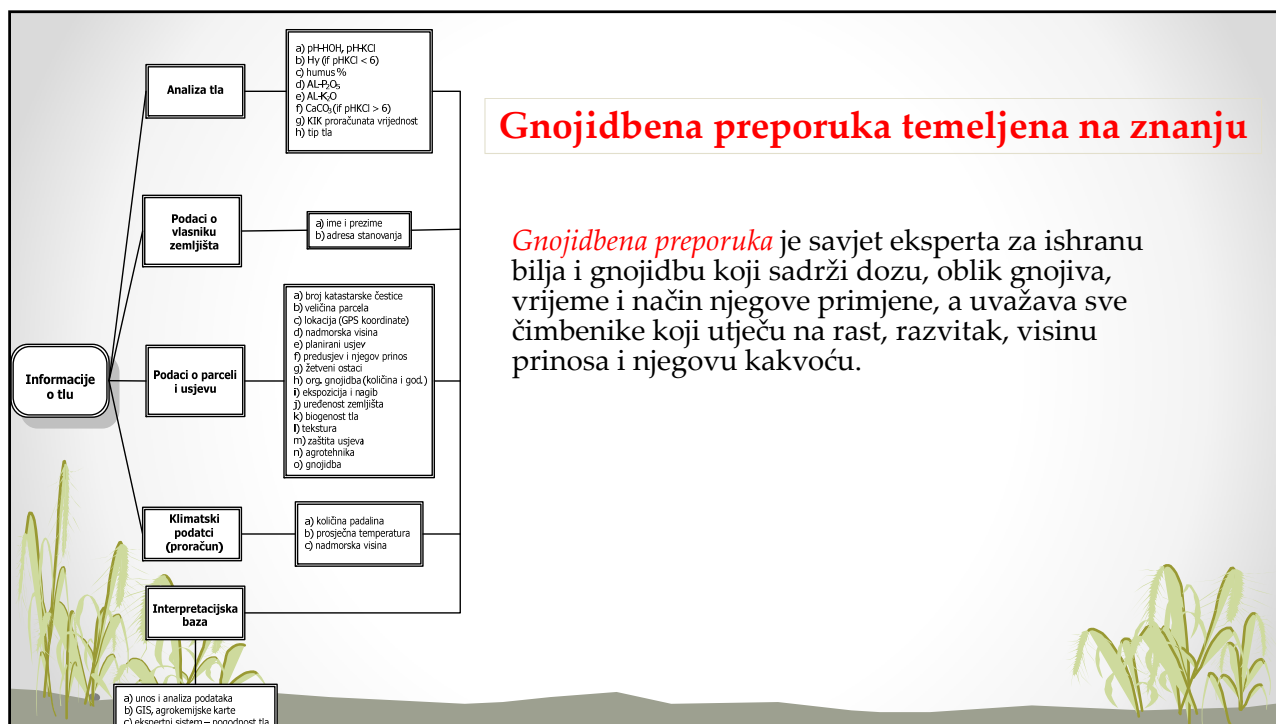 Gnojidbena preporuka temeljena na znanju
Gnojidbena preporuka je savjet eksperta za ishranu
bilja i gnojidbu koji sadrži dozu, oblik gnojiva,
vrijeme i način njegove primjene, a uvažava sve
čimbenike koji utječu na rast, razvitak, visinu
prinosa i njegovu kakvoću.
Informacije
o tlu
Analiza tla
a) pH-HOH, pH-KCl
b) Hy (if pHKCl < 6)
c) humus %
d) AL-P₂O₅
e) AL-K₂O
f) CaCO₃ (if pHKCl > 6)
g) KIK proračunata vrijednost
h) tip tla
Podaci o
vlasniku
zemljišta
a) ime i prezime
b) adresa stanovanja
Podaci o parceli
i usjevu
a) broj katastarske čestice
b) veličina parcela
c) lokacija (GPS koordinate)
d) nadmorska visina
e) planirani usjev
f) predusjev i njegov prinos
g) žetveni ostaci
h) org. gnojidba (količina i god.)
i) ekspozicija i nagib
j) uređenost zemljišta
k) biogenost tla
l) tekstura
m) zaštita usjeva
n) agrotehnika
o) gnojidba
Klimatski
podatci
(proračun)
a) količina padalina
b) prosječna temperatura
c) nadmorska visina
Interpretacijska
baza
a) unos i analiza podataka
b) GIS, agrokemijske karte
c) ekspertni sistem – pogodnost tla